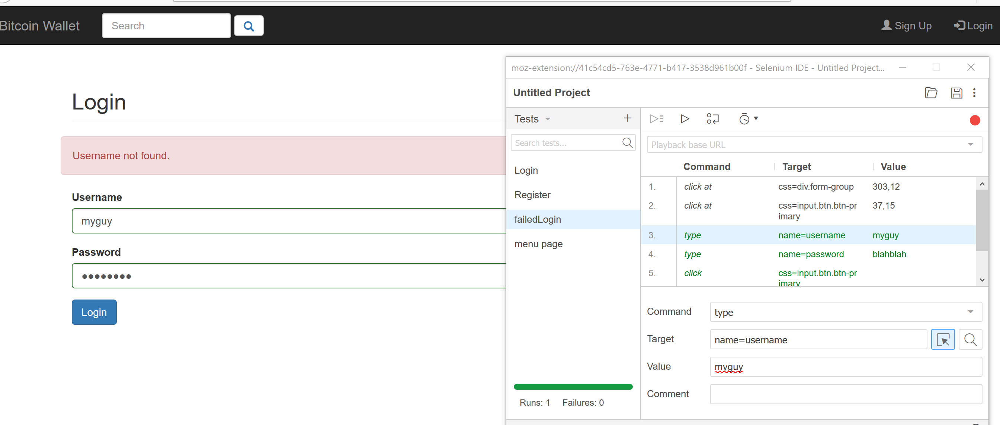 Bitcoin Wallet
Search
Sign Up
Login
Login
Username not found.
Username
myguy
Password
Login
moz-extension://41c54cd5-763e-4771-b417-3538d961b00f - Selenium IDE - Untitled Project...
Untitled Project
Tests
Search tests...
Login
Register
failedLogin
menu page
Runs: 1 Failures: 0
Playback base URL
Command Target Value
1. click at css=div.form-group 303,12
2. click at css=input.btn.btn-pr 37,15
imary
3. type name=username myguy
4. type name=password blahblah
5. click css=input.btn.btn-pr
imary
Command type
Target name=username
Value myguy
Comment